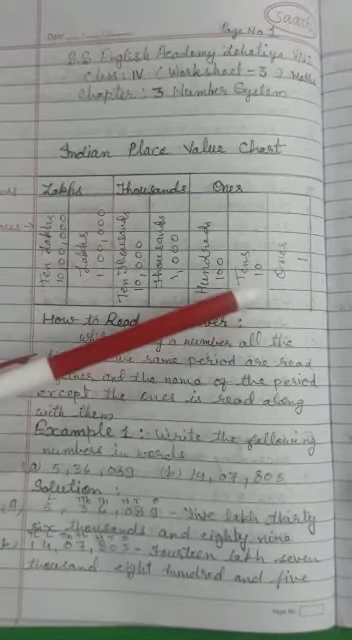 Saath
Date
Page No 1
S.S. English Academy
Class: IV (Worksheet-3) Maths
Chapter: 3 Number System
Indian Place Value Chart
Lakhs Thousands Ones
Ten Lakhs 10,00,000 Lakhs 1,00,000 Ten Thousands 10,000 Thousands 1,000 Hundreds 100 Tens 10 Ones 1
How to Read
a number all the
same period are read
and the name of the period
except the ones is read along
with them
Example 1:- Write the following
numbers in words
(a) 5,36,089 (b) 14,07,805
Solution:
5, 36,089 - Five lakh thirty
six thousands and eighty nine
14,07,805 - Fourteen lakh seven
thousand eight hundred and five
Page No.